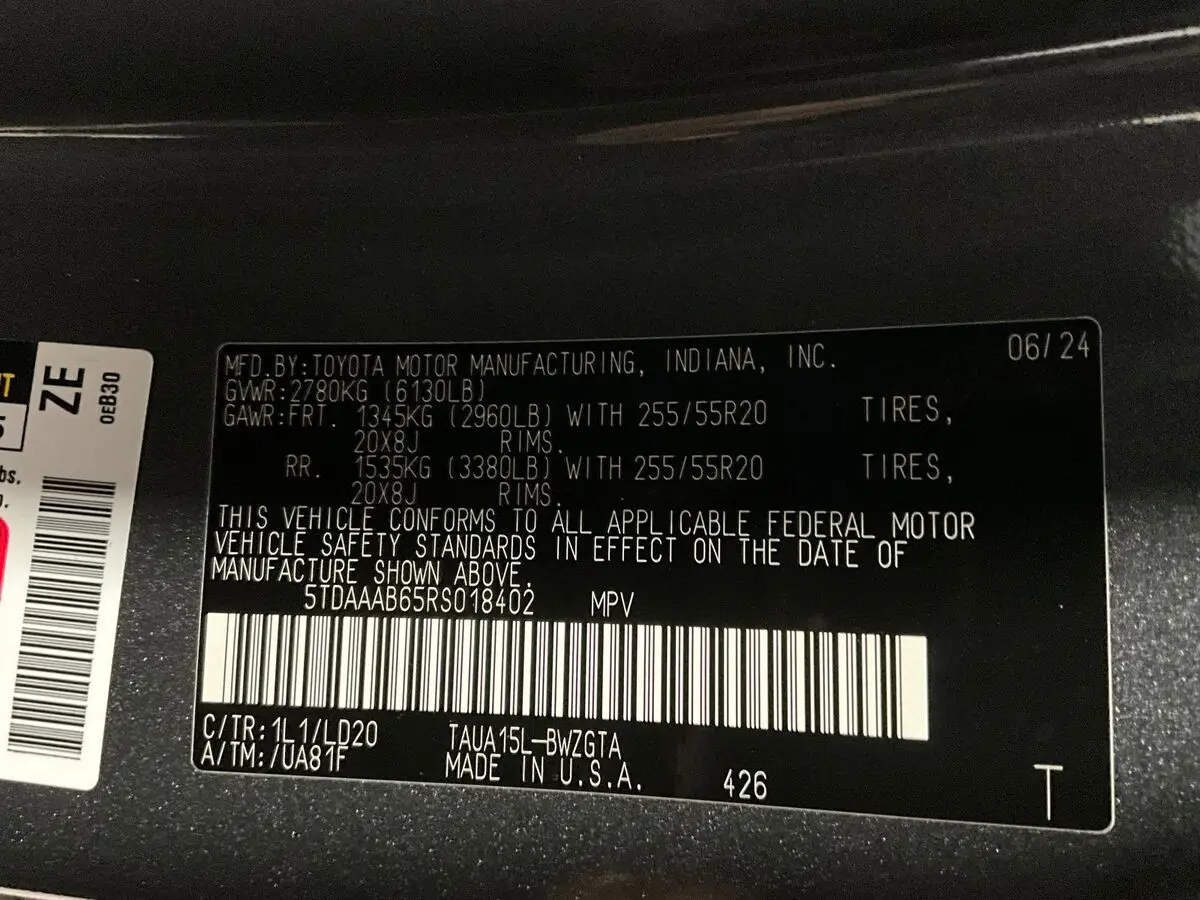 MFD.BY:TOYOTA MOTOR MANUFACTURING, INDIANA, INC. 06/24
GVWR:2780KG (6130LB)
GAWR:FRT. 1345KG (2960LB) WITH 255/55R20 TIRES,
20X8J RIMS.
RR. 1535KG (3380LB) WITH 255/55R20 TIRES,
20X8J RIMS.
THIS VEHICLE CONFORMS TO ALL APPLICABLE FEDERAL MOTOR
VEHICLE SAFETY STANDARDS IN EFFECT ON THE DATE OF
MANUFACTURE SHOWN ABOVE.
5TDAAAB65RS018402 MPV
C/TR:1L1/LD20 TAUA15L-BWZGTA
A/TM:/UA81F MADE IN U.S.A. 426 T
ZE
0EB30